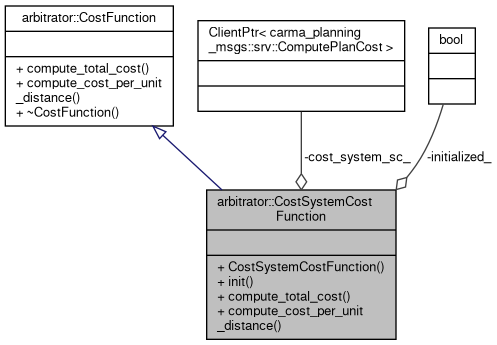 arbitrator::CostFunction
+ compute_total_cost()
+ compute_cost_per_unit
_distance()
+ ~CostFunction()
ClientPtr< carma_planning
_msgs::srv::ComputePlanCost >
bool
-cost_system_sc_
-initialized_
arbitrator::CostSystemCost
Function
+ CostSystemCostFunction()
+ init()
+ compute_total_cost()
+ compute_cost_per_unit
_distance()